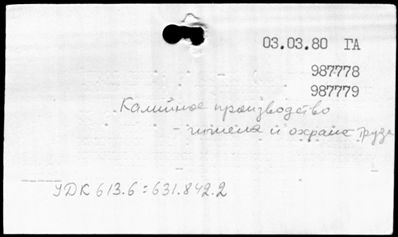 03.03.80 ГА
987778
987779
Калийное производство
- гигиена и охрана труда
УДК 613.6:631.842.2